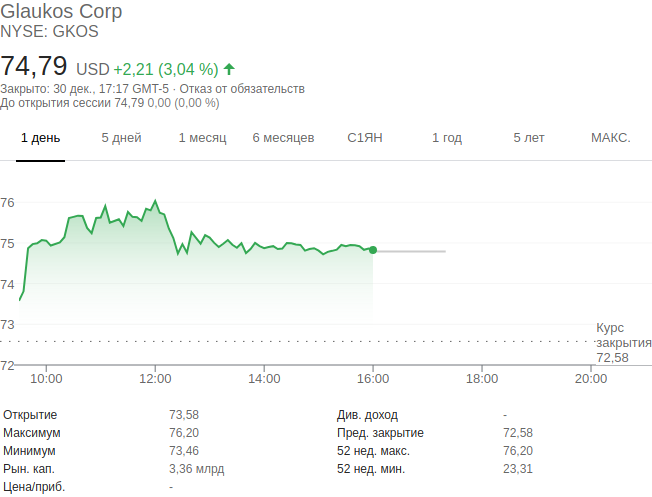 Glaukos Corp
NYSE: GKOS
74,79 USD +2,21 (3,04 %)
Закрыто: 30 дек., 17:17 GMT-5 · Отказ от обязательств
До открытия сессии 74,79 0,00 (0,00 %)
1 день 5 дней 1 месяц 6 месяцев С1ЯН 1 год 5 лет МАКС.
76
75
74
73
72
Курс
закрытия
72,58
10:00 12:00 14:00 16:00 18:00 20:00
Открытие 73,58 Див. доход -
Максимум 76,20 Пред. закрытие 72,58
Минимум 73,46 52 нед. макс. 76,20
Рын. кап. 3,36 млрд 52 нед. мин. 23,31
Цена/приб. -